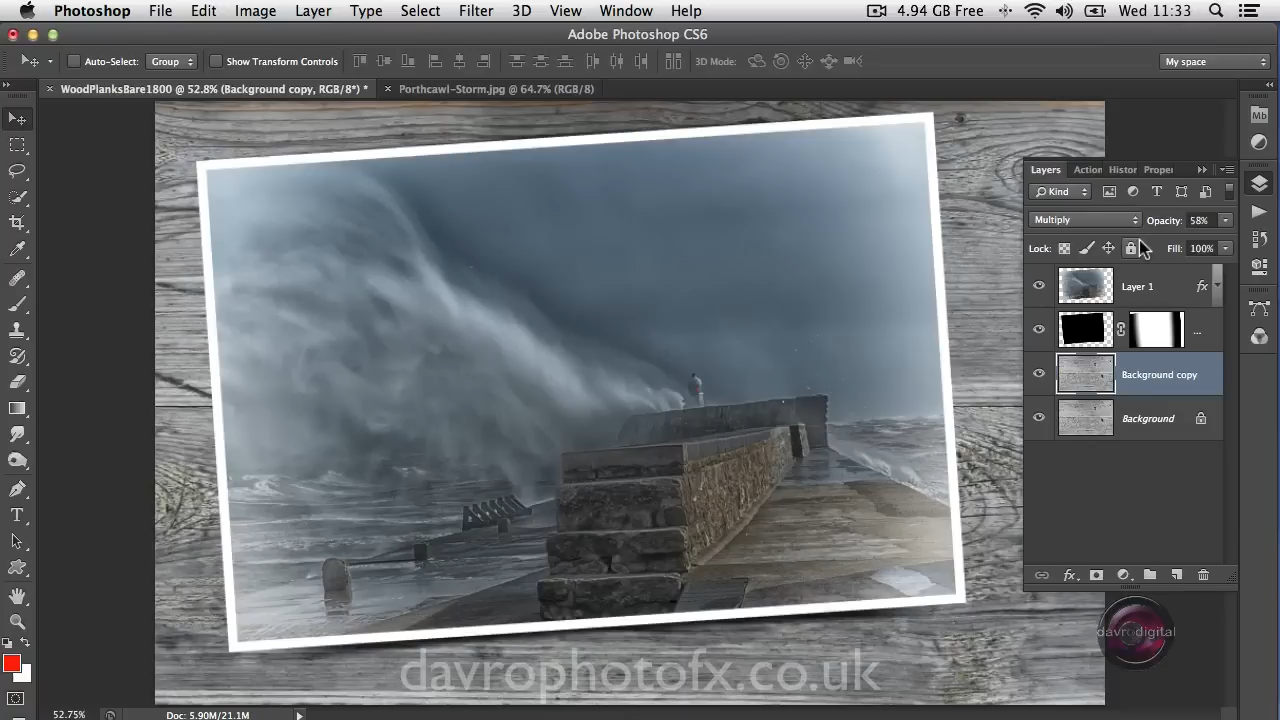 Photoshop File Edit Image Layer Type Select Filter 3D View Window Help 4.94 GB Free Wed 11:33
Adobe Photoshop CS6
Auto-Select: Group Show Transform Controls 3D Mode: My space
WoodPlanksBare1800 @ 52.8% (Background copy, RGB/8*) * Porthcawl-Storm.jpg @ 64.7% (RGB/8)
Mb
Layers Action Histor Proper
Kind
Multiply Opacity: 58%
Lock: Fill: 100%
Layer 1 fx
...
Background copy
Background
fx
davrodigital
davrophotofx.co.uk
52.75% Doc: 5.90M/21.1M